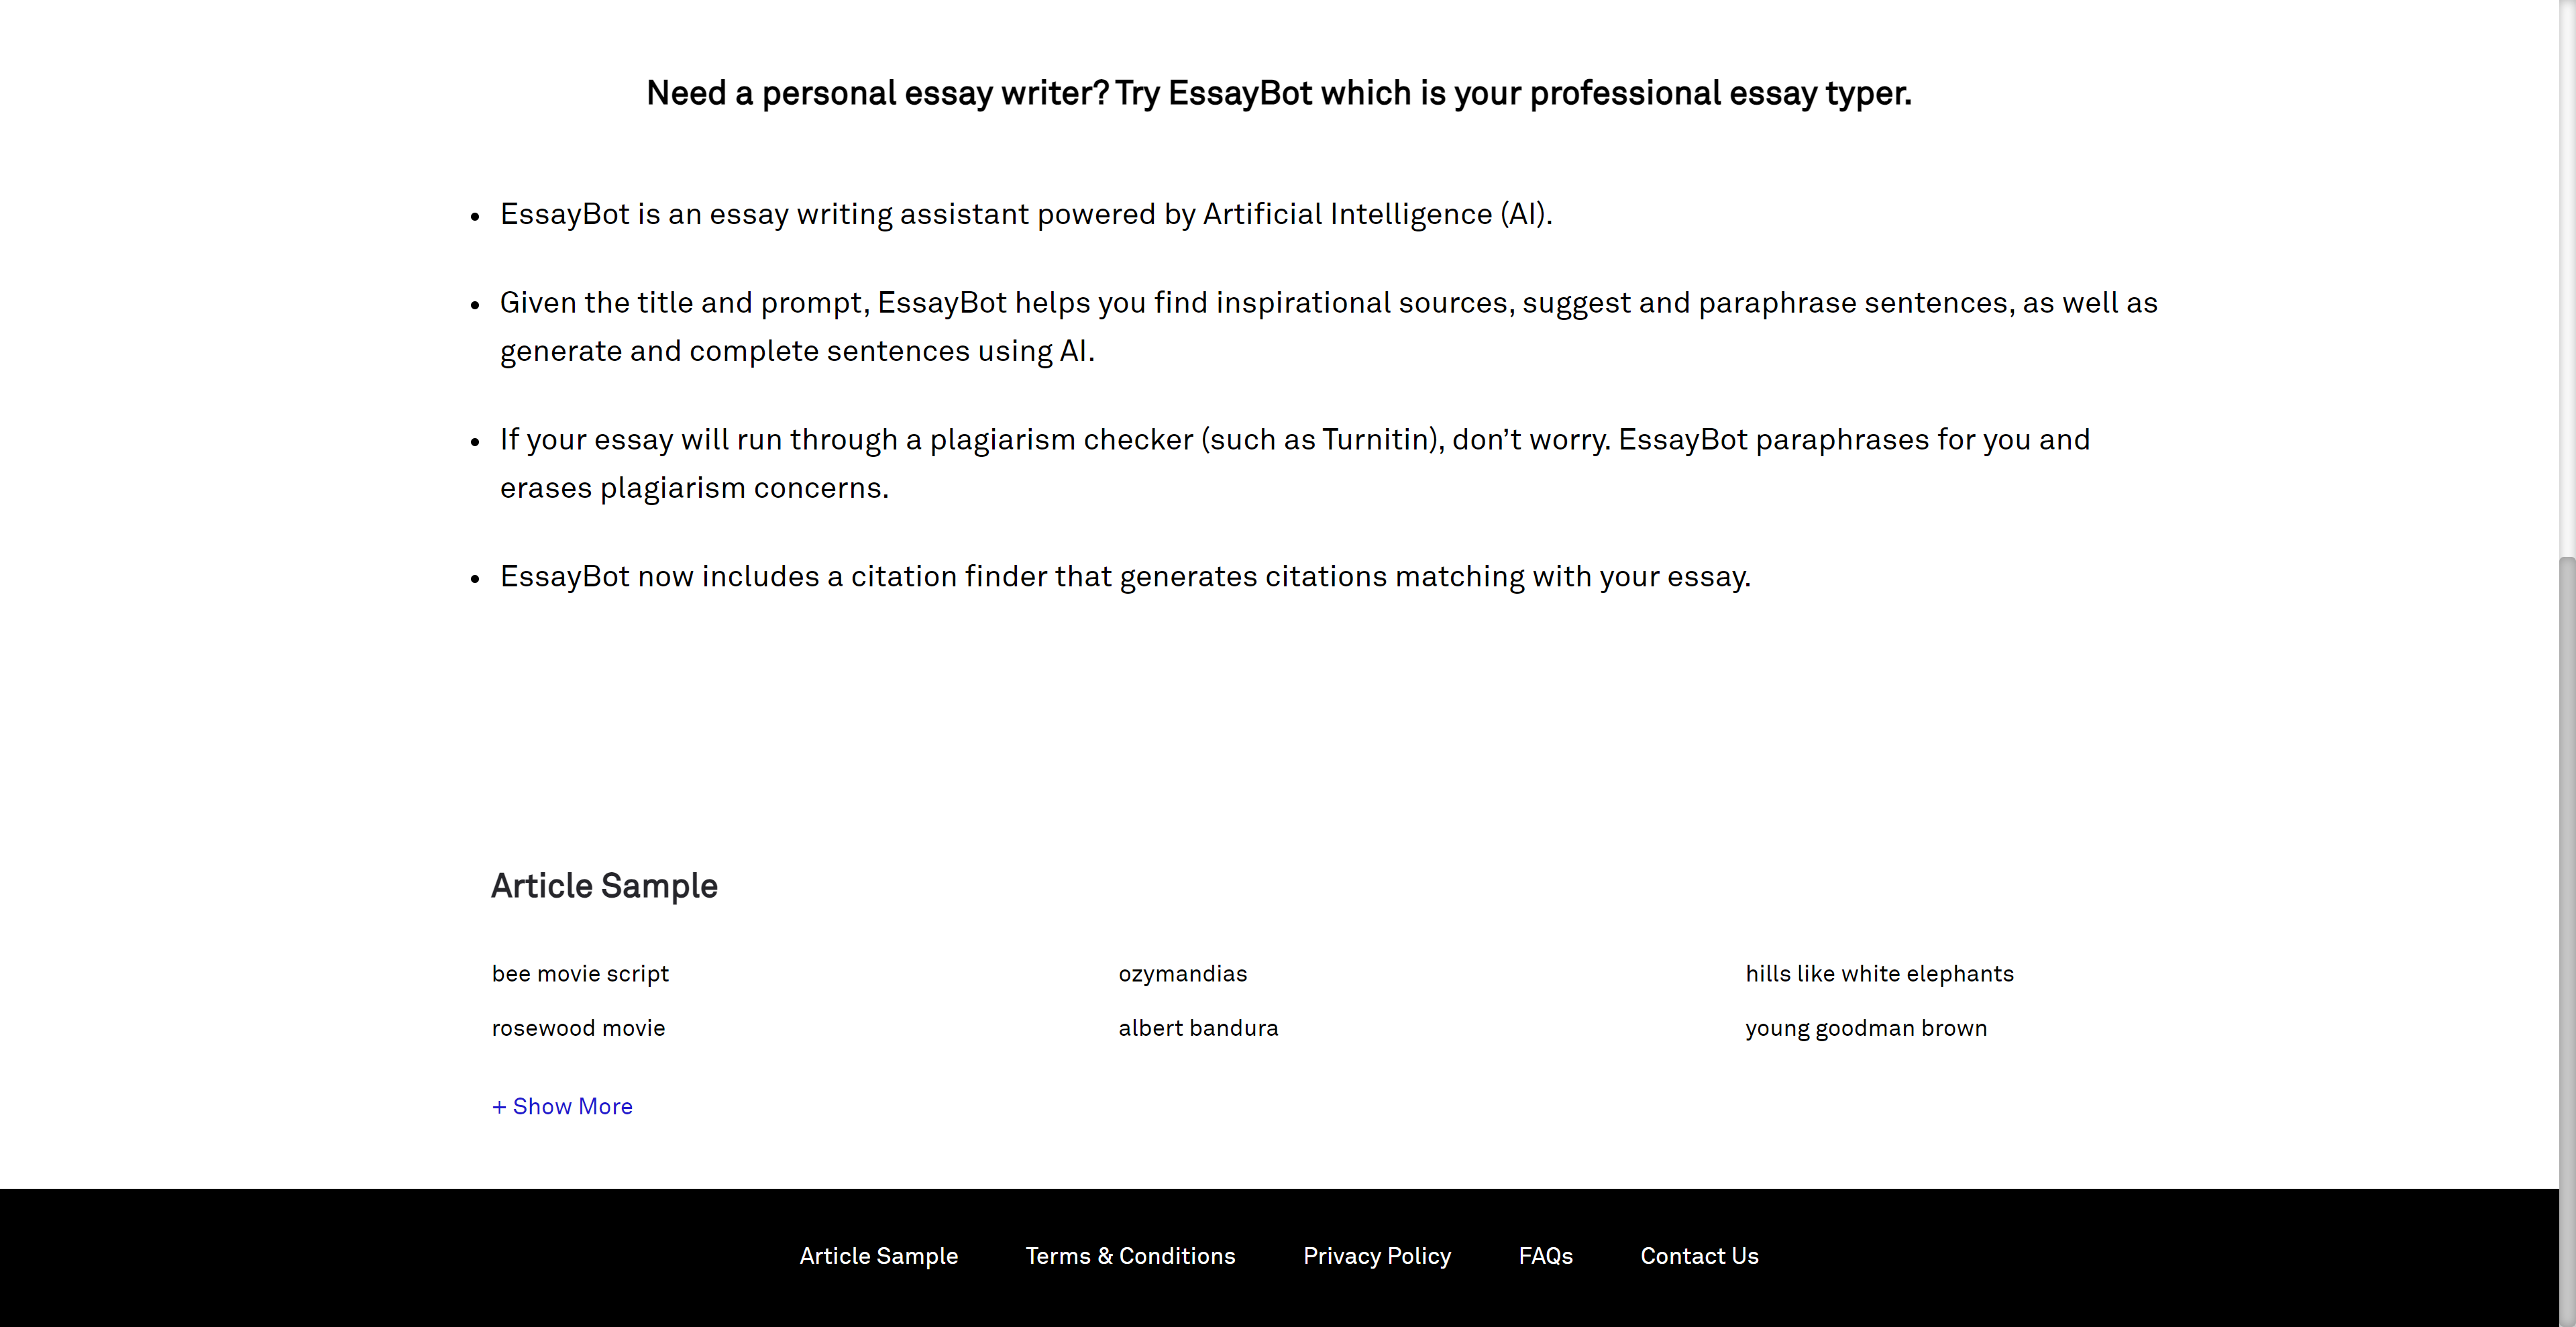 Need a personal essay writer? Try EssayBot which is your professional essay typer.
• EssayBot is an essay writing assistant powered by Artificial Intelligence (AI).
• Given the title and prompt, EssayBot helps you find inspirational sources, suggest and paraphrase sentences, as well as
generate and complete sentences using AI.
• If your essay will run through a plagiarism checker (such as Turnitin), don’t worry. EssayBot paraphrases for you and
erases plagiarism concerns.
• EssayBot now includes a citation finder that generates citations matching with your essay.
Article Sample
bee movie script ozymandias hills like white elephants
rosewood movie albert bandura young goodman brown
+ Show More
Article Sample Terms & Conditions Privacy Policy FAQs Contact Us